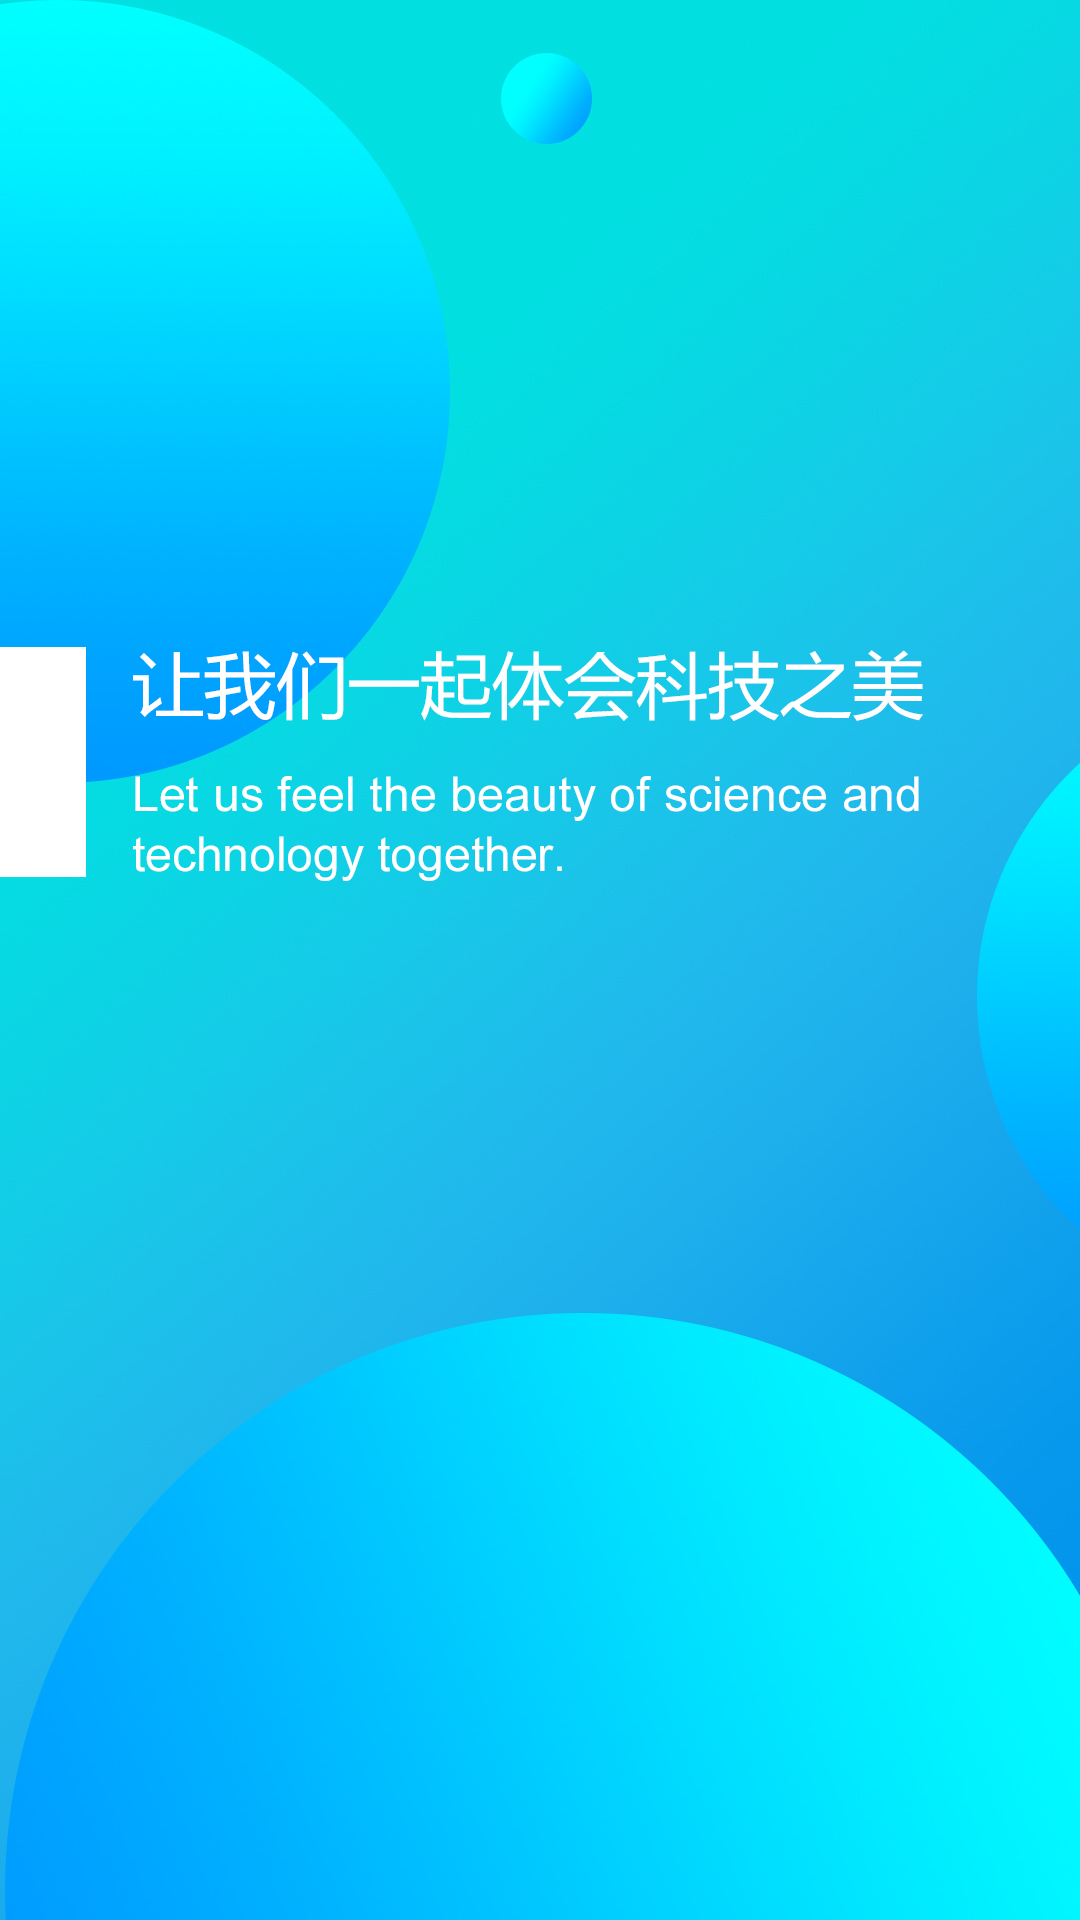 让我们一起体会科技之美
Let us feel the beauty of science and
technology together.